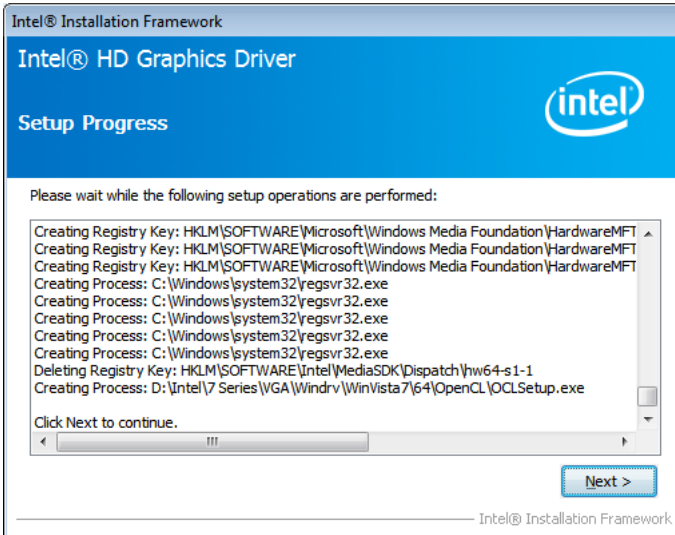 Intel® Installation Framework
Intel® HD Graphics Driver
intel
Setup Progress
Please wait while the following setup operations are performed:
Creating Registry Key: HKLM\SOFTWARE\Microsoft\Windows Media Foundation\HardwareMFT
Creating Registry Key: HKLM\SOFTWARE\Microsoft\Windows Media Foundation\HardwareMFT
Creating Registry Key: HKLM\SOFTWARE\Microsoft\Windows Media Foundation\HardwareMFT
Creating Process: C:\Windows\system32\regsvr32.exe
Creating Process: C:\Windows\system32\regsvr32.exe
Creating Process: C:\Windows\system32\regsvr32.exe
Creating Process: C:\Windows\system32\regsvr32.exe
Creating Process: C:\Windows\system32\regsvr32.exe
Deleting Registry Key: HKLM\SOFTWARE\Intel\MediaSDK\Dispatch\hw64-s1-1
Creating Process: D:\Intel\7 Series\VGA\Windrv\WinVista7\64\OpenCL\OCLSetup.exe
Click Next to continue.
Next >
Intel® Installation Framework